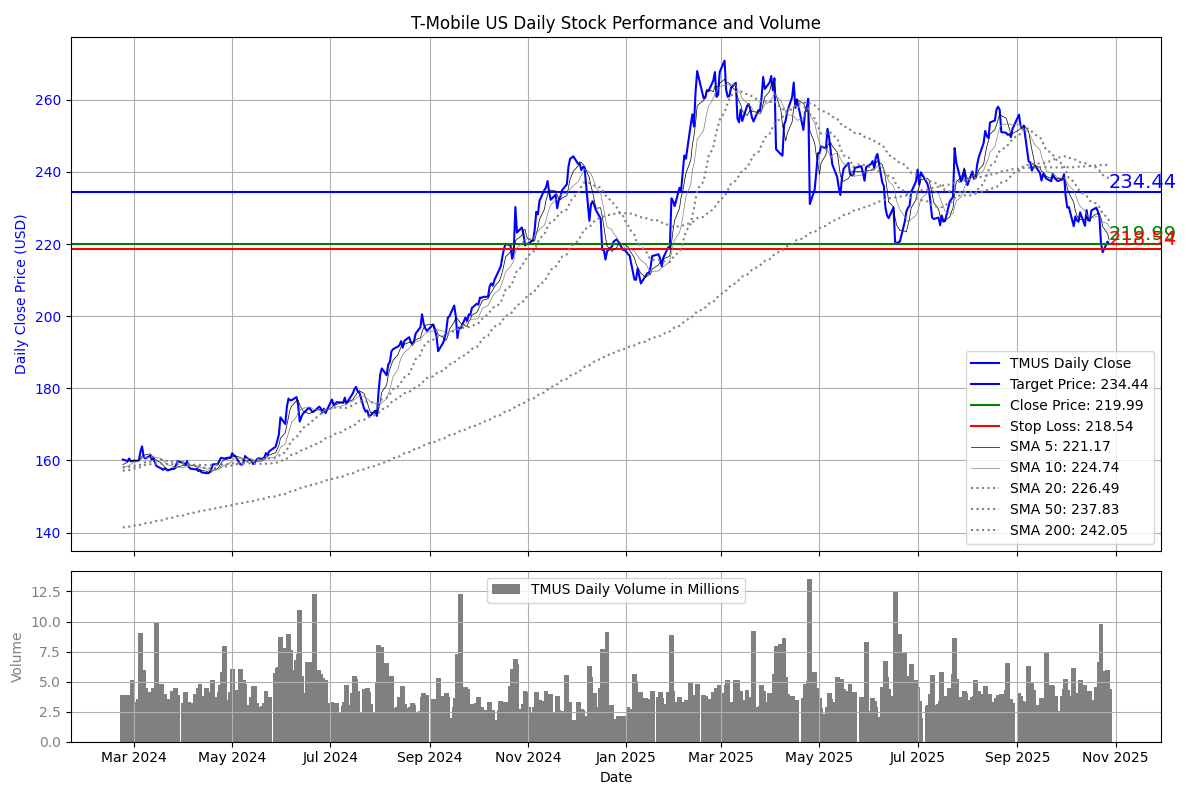 T-Mobile US Daily Stock Performance and Volume
Daily Close Price (USD)
260
240
220
200
180
160
140
234.44
219.99
218.54
TMUS Daily Close
Target Price: 234.44
Close Price: 219.99
Stop Loss: 218.54
SMA 5: 221.17
SMA 10: 224.74
SMA 20: 226.49
SMA 50: 237.83
SMA 200: 242.05
Volume
12.5
10.0
7.5
5.0
2.5
0.0
TMUS Daily Volume in Millions
Mar 2024
May 2024
Jul 2024
Sep 2024
Nov 2024
Jan 2025
Mar 2025
May 2025
Jul 2025
Sep 2025
Nov 2025
Date